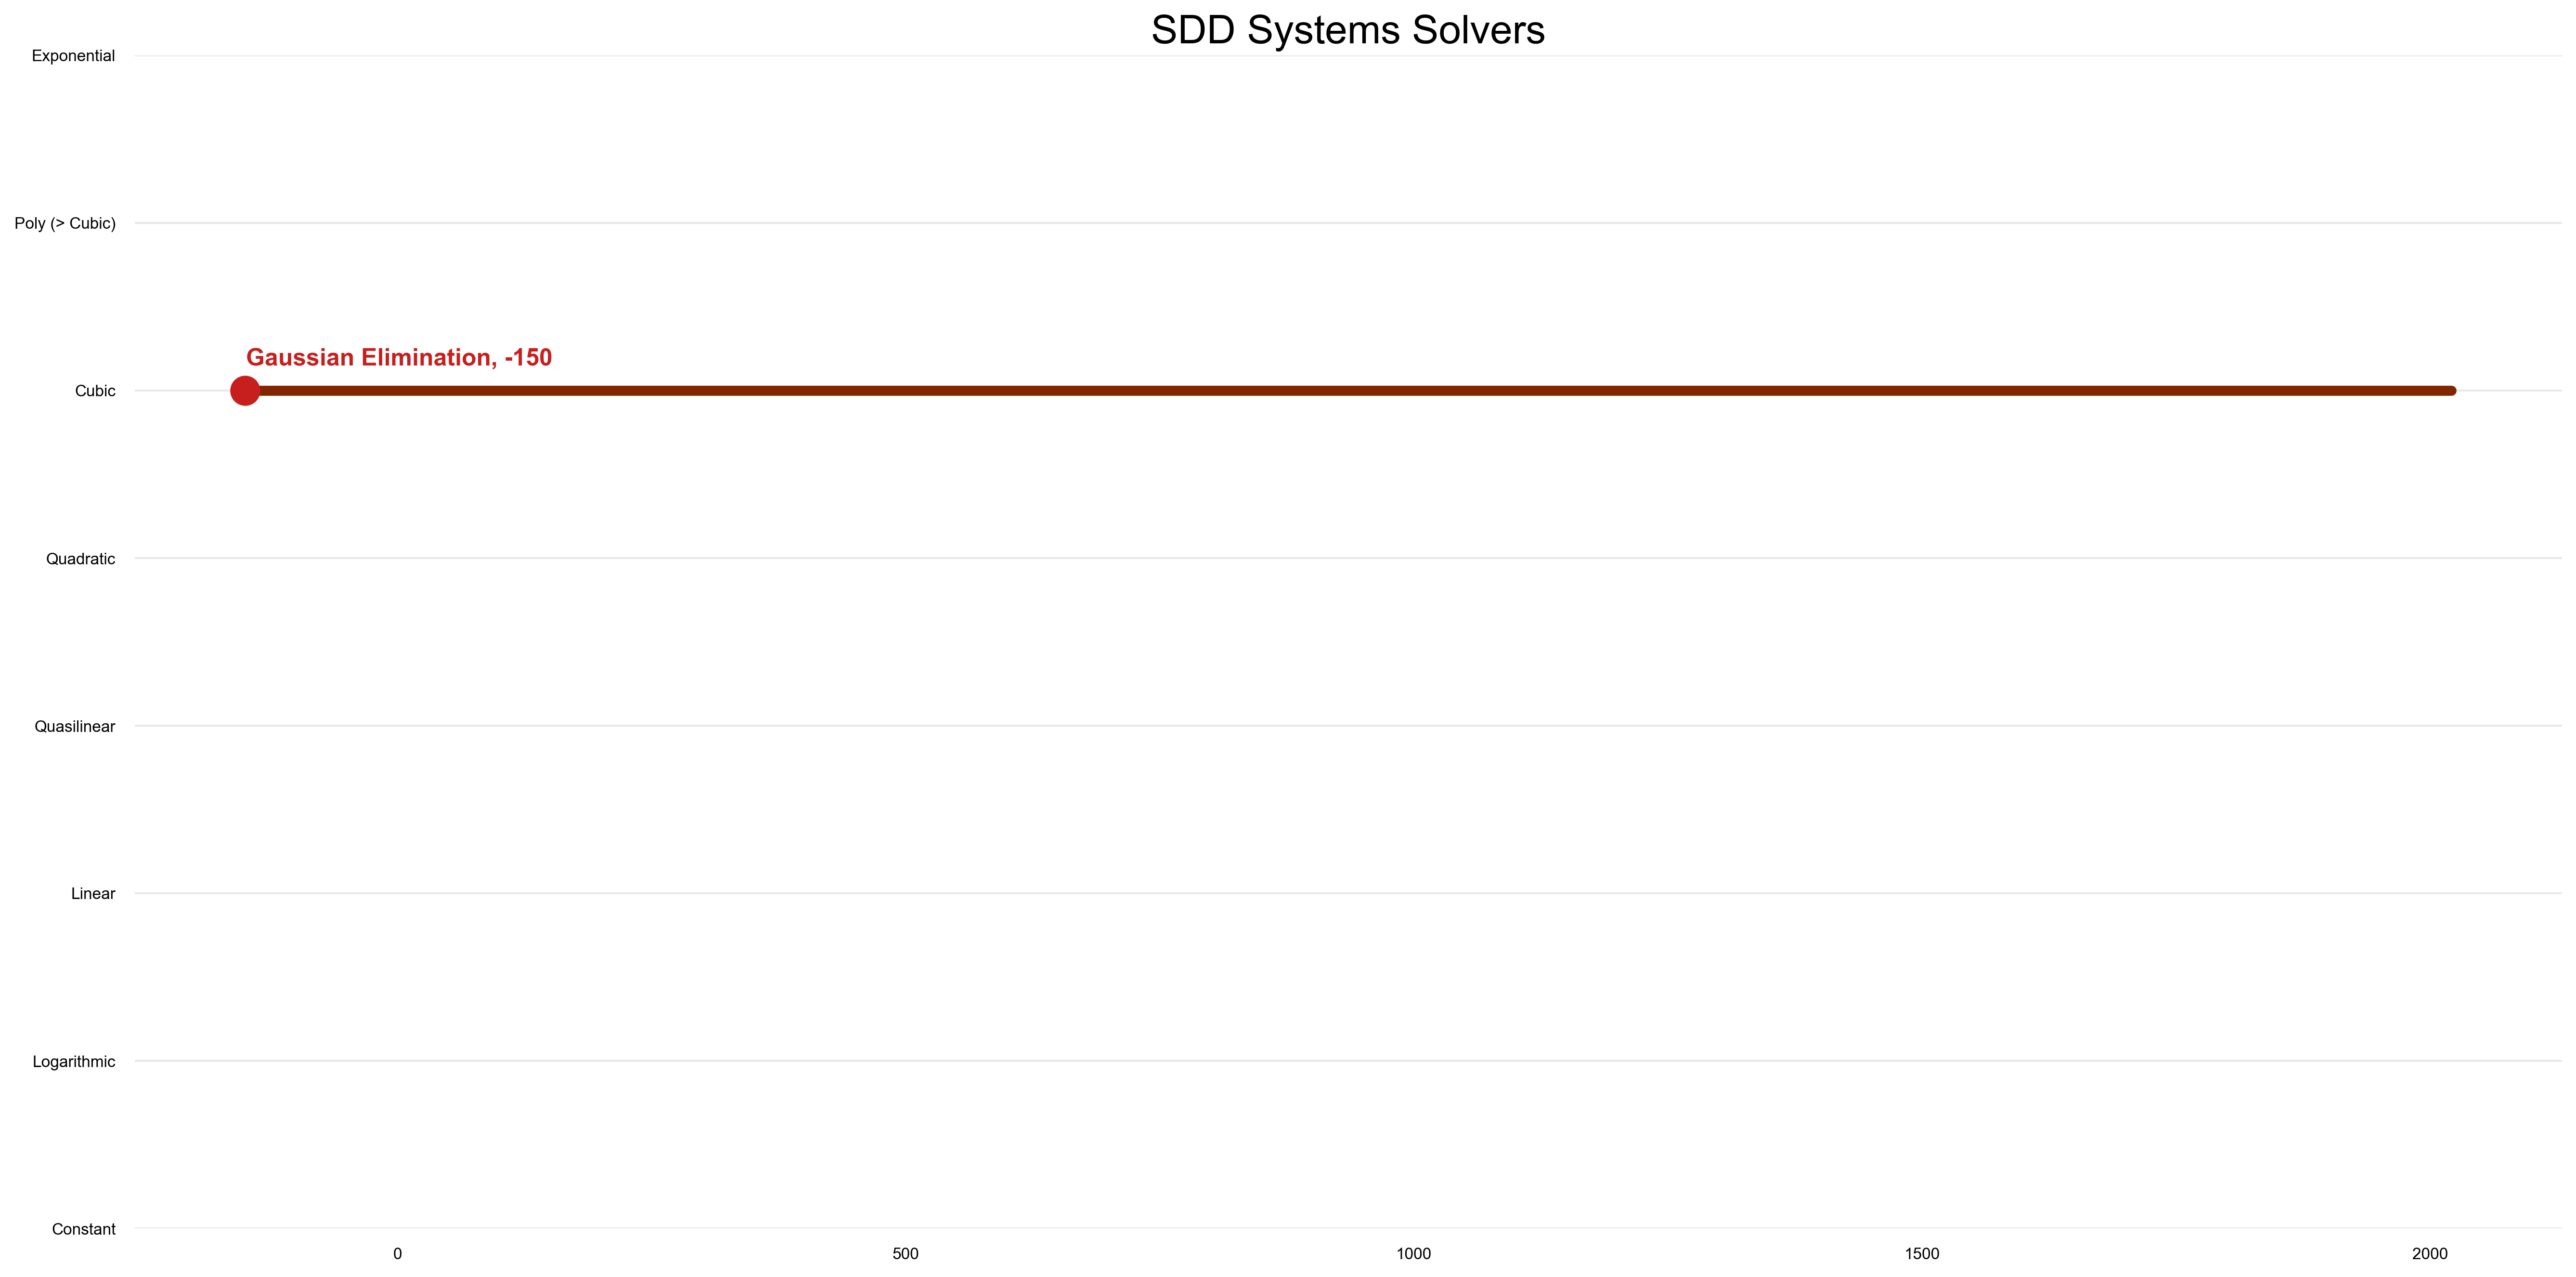 SDD Systems Solvers
Exponential
Poly (> Cubic)
Gaussian Elimination, -150
Cubic
Quadratic
Quasilinear
Linear
Logarithmic
Constant
0 500 1000 1500 2000